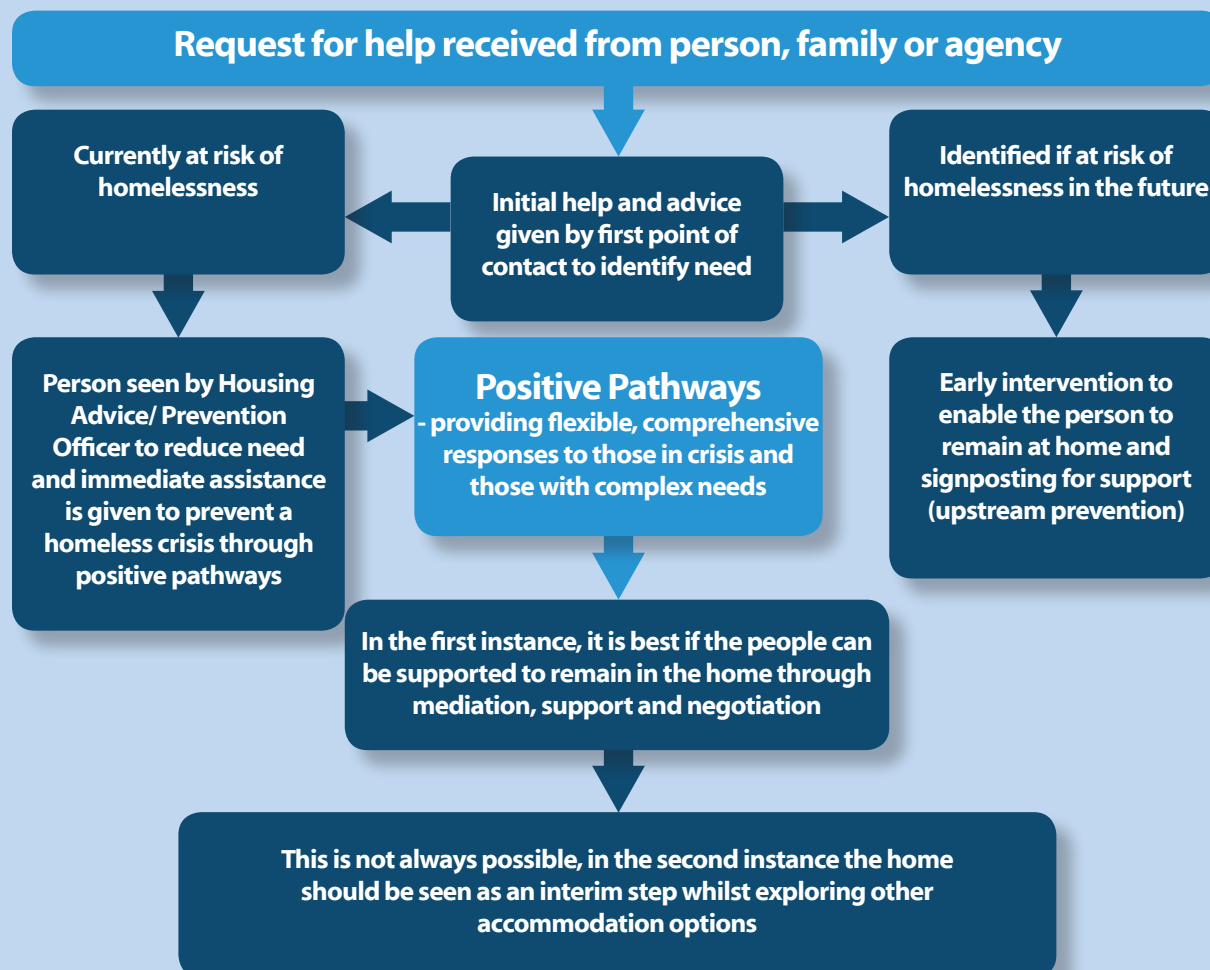 Request for help received from person, family or agency
Currently at risk of
homelessness
Initial help and advice
given by first point of
contact to identify need
Identified if at risk of
homelessness in the future
Person seen by Housing
Advice/ Prevention
Officer to reduce need
and immediate assistance
is given to prevent a
homeless crisis through
positive pathways
Positive Pathways
- providing flexible, comprehensive
responses to those in crisis and
those with complex needs
Early intervention to
enable the person to
remain at home and
signposting for support
(upstream prevention)
In the first instance, it is best if the people can
be supported to remain in the home through
mediation, support and negotiation
This is not always possible, in the second instance the home
should be seen as an interim step whilst exploring other
accommodation options